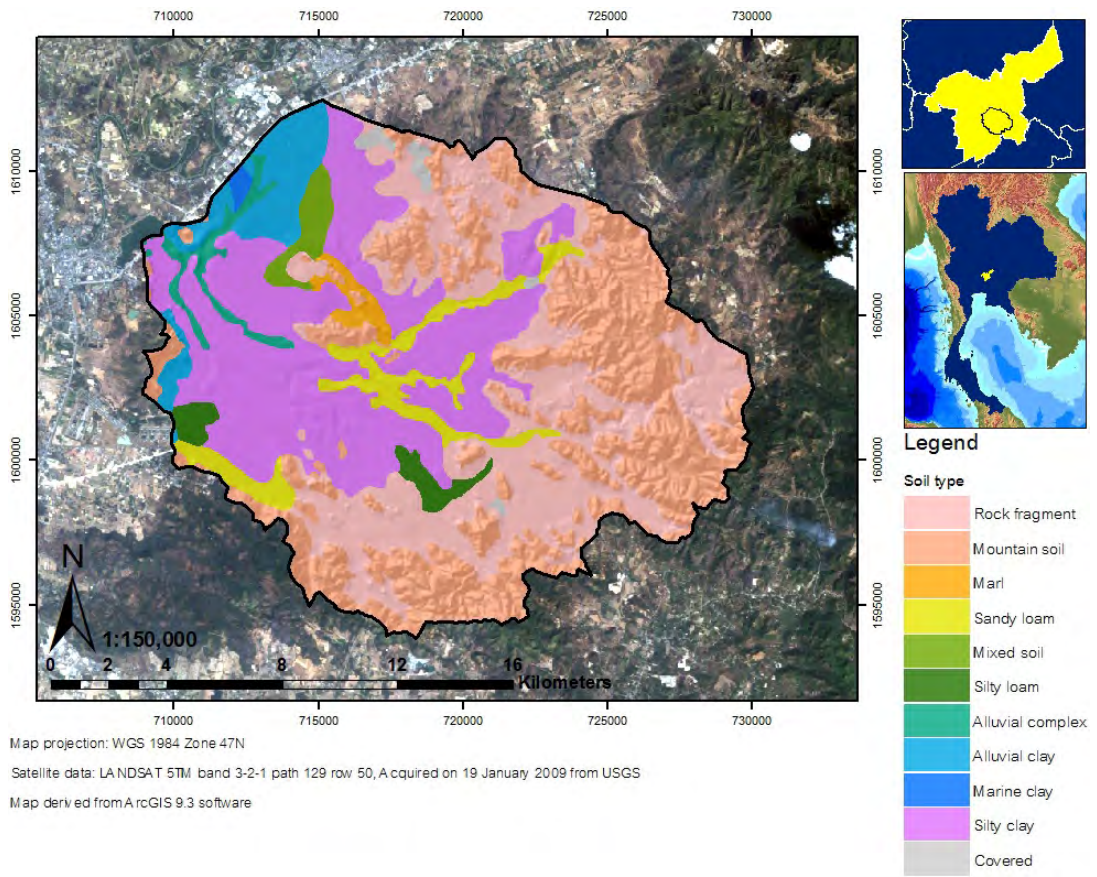 710000 715000 720000 725000 730000
1610000 1610000
1605000 1605000
1600000 1600000
1595000 1595000
N
1:150,000
0 2 4 8 12 16
Kilometers
710000 715000 720000 725000 730000
Map projection: WGS 1984 Zone 47N
Satellite data: LANDSAT 5TM band 3-2-1 path 129 row 50, Acquired on 19 January 2009 from USGS
Map derived from ArcGIS 9.3 software
Legend
Soil type
Rock fragment
Mountain soil
Marl
Sandy loam
Mixed soil
Silty loam
Alluvial complex
Alluvial clay
Marine clay
Silty clay
Covered